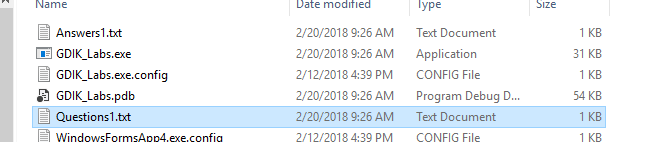 Name Date modified Type Size
Answers1.txt 2/20/2018 9:26 AM Text Document 1 KB
GDIK_Labs.exe 2/20/2018 9:26 AM Application 31 KB
GDIK_Labs.exe.config 2/12/2018 4:39 PM CONFIG File 1 KB
GDIK_Labs.pdb 2/20/2018 9:26 AM Program Debug D... 54 KB
Questions1.txt 2/20/2018 9:26 AM Text Document 1 KB
WindowsFormsApp4.exe.config 2/12/2018 4:39 PM CONFIG File 1 KB